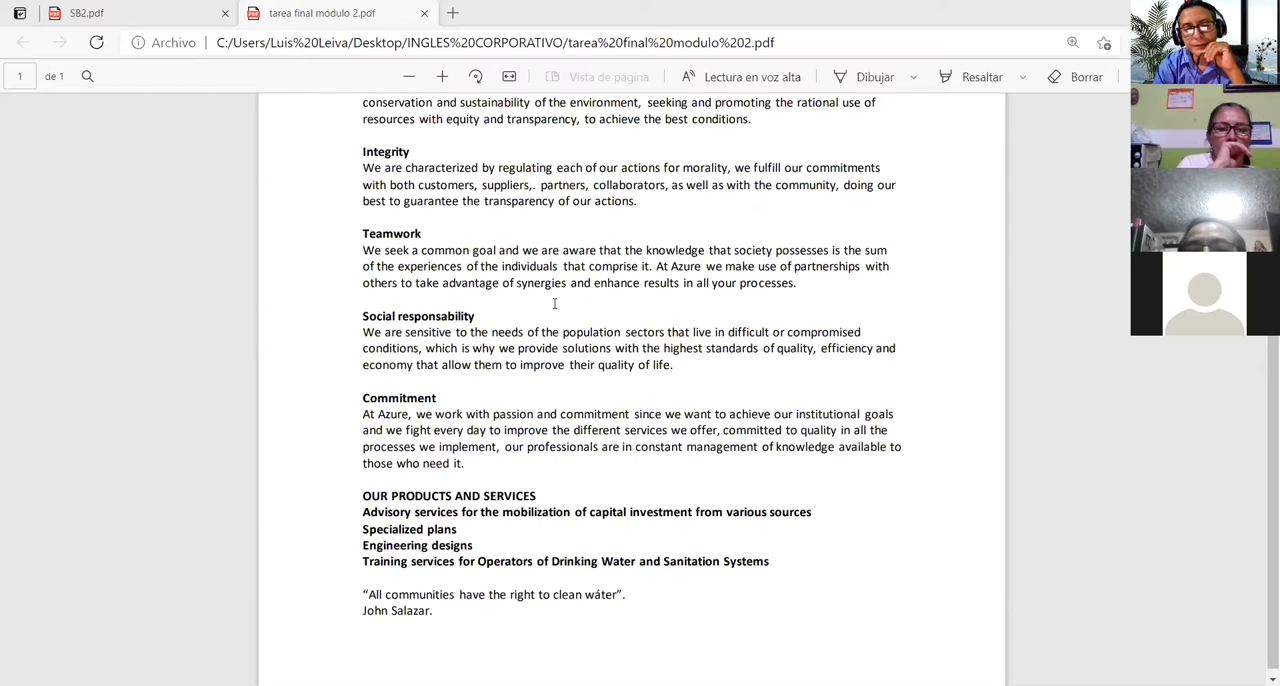 SB2.pdf
tarea final modulo 2.pdf
Archivo
C:/Users/Luis%20Leiva/Desktop/INGLES%20CORPORATIVO/tarea%20final%20modulo%202.pdf
1 de 1
Vista de página
Lectura en voz alta
Dibujar
Resaltar
Borrar
conservation and sustainability of the environment, seeking and promoting the rational use of
resources with equity and transparency, to achieve the best conditions.
Integrity
We are characterized by regulating each of our actions for morality, we fulfill our commitments
with both customers, suppliers,. partners, collaborators, as well as with the community, doing our
best to guarantee the transparency of our actions.
Teamwork
We seek a common goal and we are aware that the knowledge that society possesses is the sum
of the experiences of the individuals that comprise it. At Azure we make use of partnerships with
others to take advantage of synergies and enhance results in all your processes.
Social responsability
We are sensitive to the needs of the population sectors that live in difficult or compromised
conditions, which is why we provide solutions with the highest standards of quality, efficiency and
economy that allow them to improve their quality of life.
Commitment
At Azure, we work with passion and commitment since we want to achieve our institutional goals
and we fight every day to improve the different services we offer, committed to quality in all the
processes we implement, our professionals are in constant management of knowledge available to
those who need it.
OUR PRODUCTS AND SERVICES
Advisory services for the mobilization of capital investment from various sources
Specialized plans
Engineering designs
Training services for Operators of Drinking Water and Sanitation Systems
“All communities have the right to clean wáter”.
John Salazar.